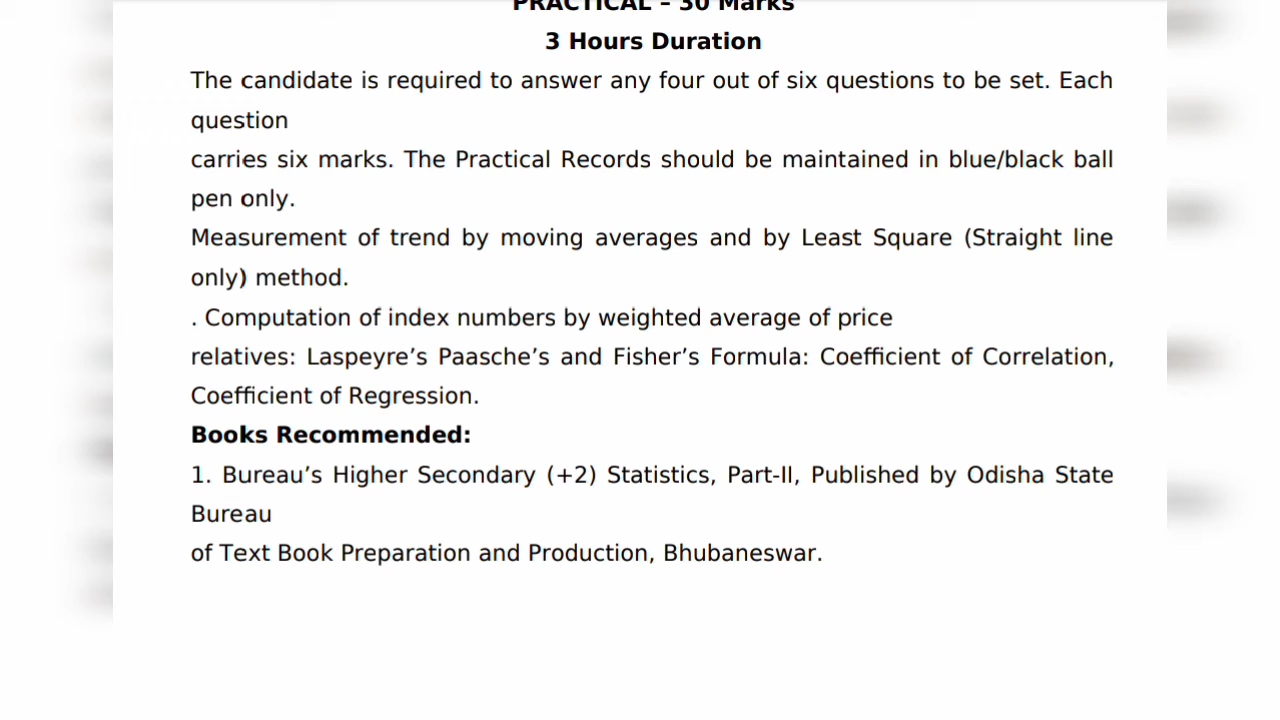 PRACTICAL – 30 Marks
3 Hours Duration
The candidate is required to answer any four out of six questions to be set. Each
question
carries six marks. The Practical Records should be maintained in blue/black ball
pen only.
Measurement of trend by moving averages and by Least Square (Straight line
only) method.
. Computation of index numbers by weighted average of price
relatives: Laspeyre’s Paasche’s and Fisher’s Formula: Coefficient of Correlation,
Coefficient of Regression.
Books Recommended:
1. Bureau’s Higher Secondary (+2) Statistics, Part-II, Published by Odisha State
Bureau
of Text Book Preparation and Production, Bhubaneswar.